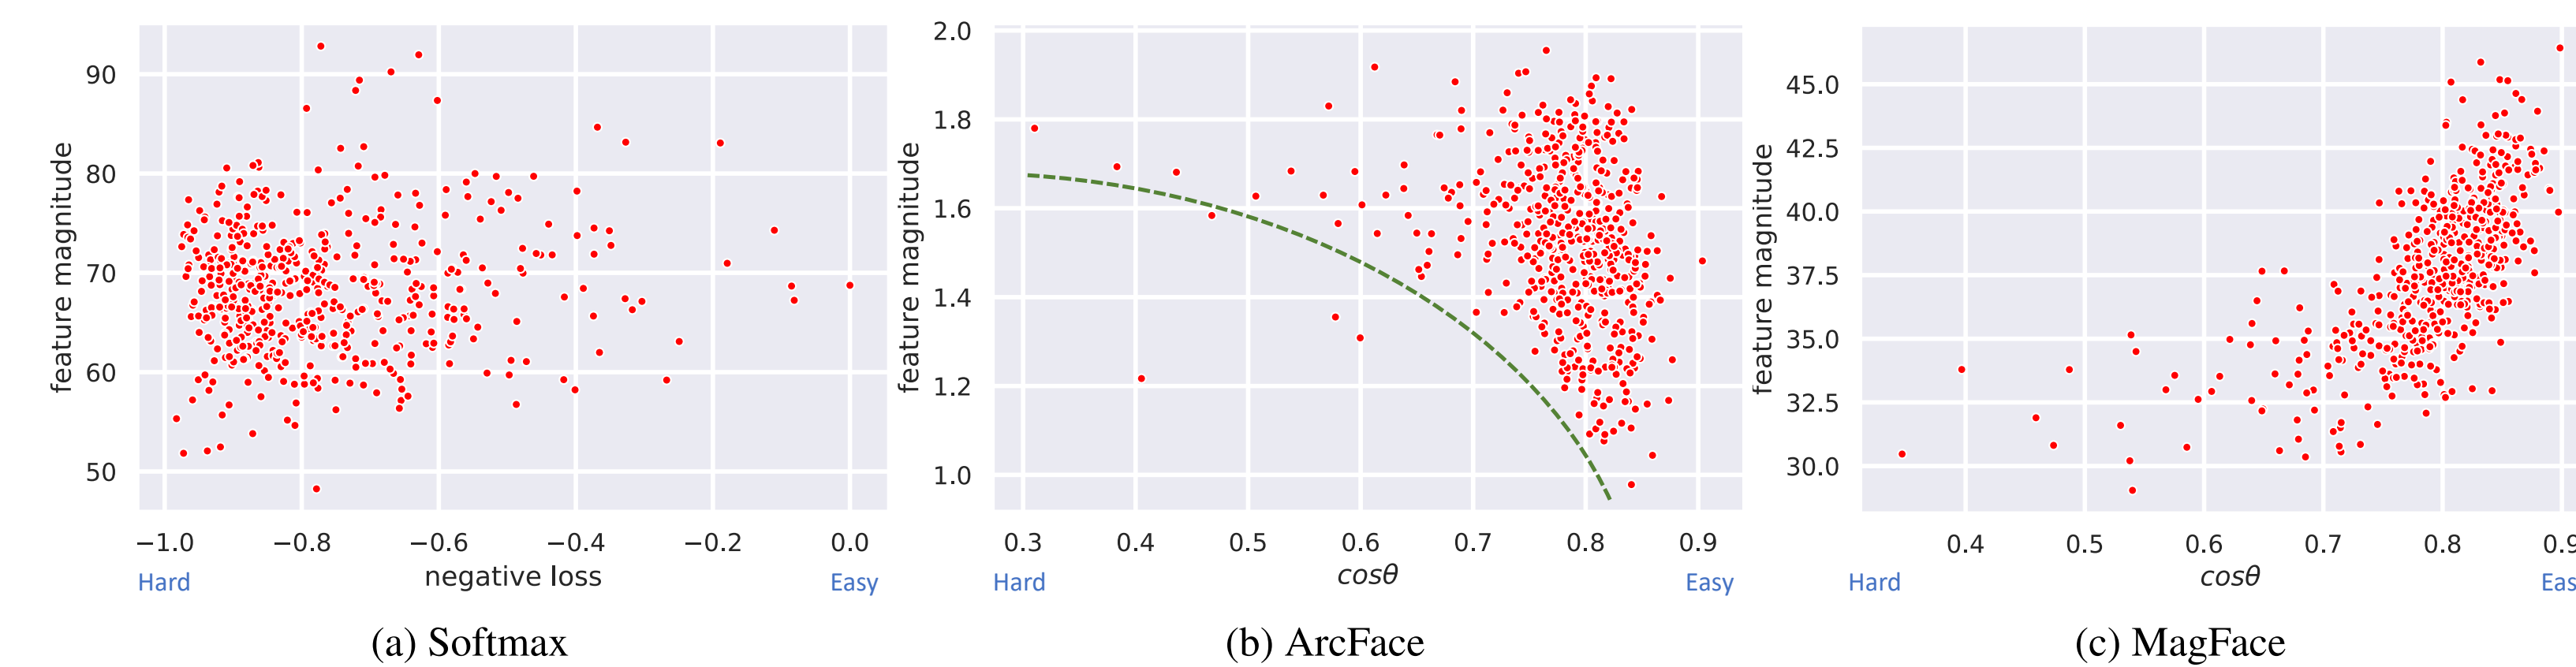 feature magnitude
90
80
70
60
50
−1.0 −0.8 −0.6 −0.4 −0.2 0.0
Hard negative loss Easy
(a) Softmax
feature magnitude
2.0
1.8
1.6
1.4
1.2
1.0
0.3 0.4 0.5 0.6 0.7 0.8 0.9
Hard cosθ Easy
(b) ArcFace
feature magnitude
45.0
42.5
40.0
37.5
35.0
32.5
30.0
0.4 0.5 0.6 0.7 0.8 0.9
Hard cosθ Eas
(c) MagFace